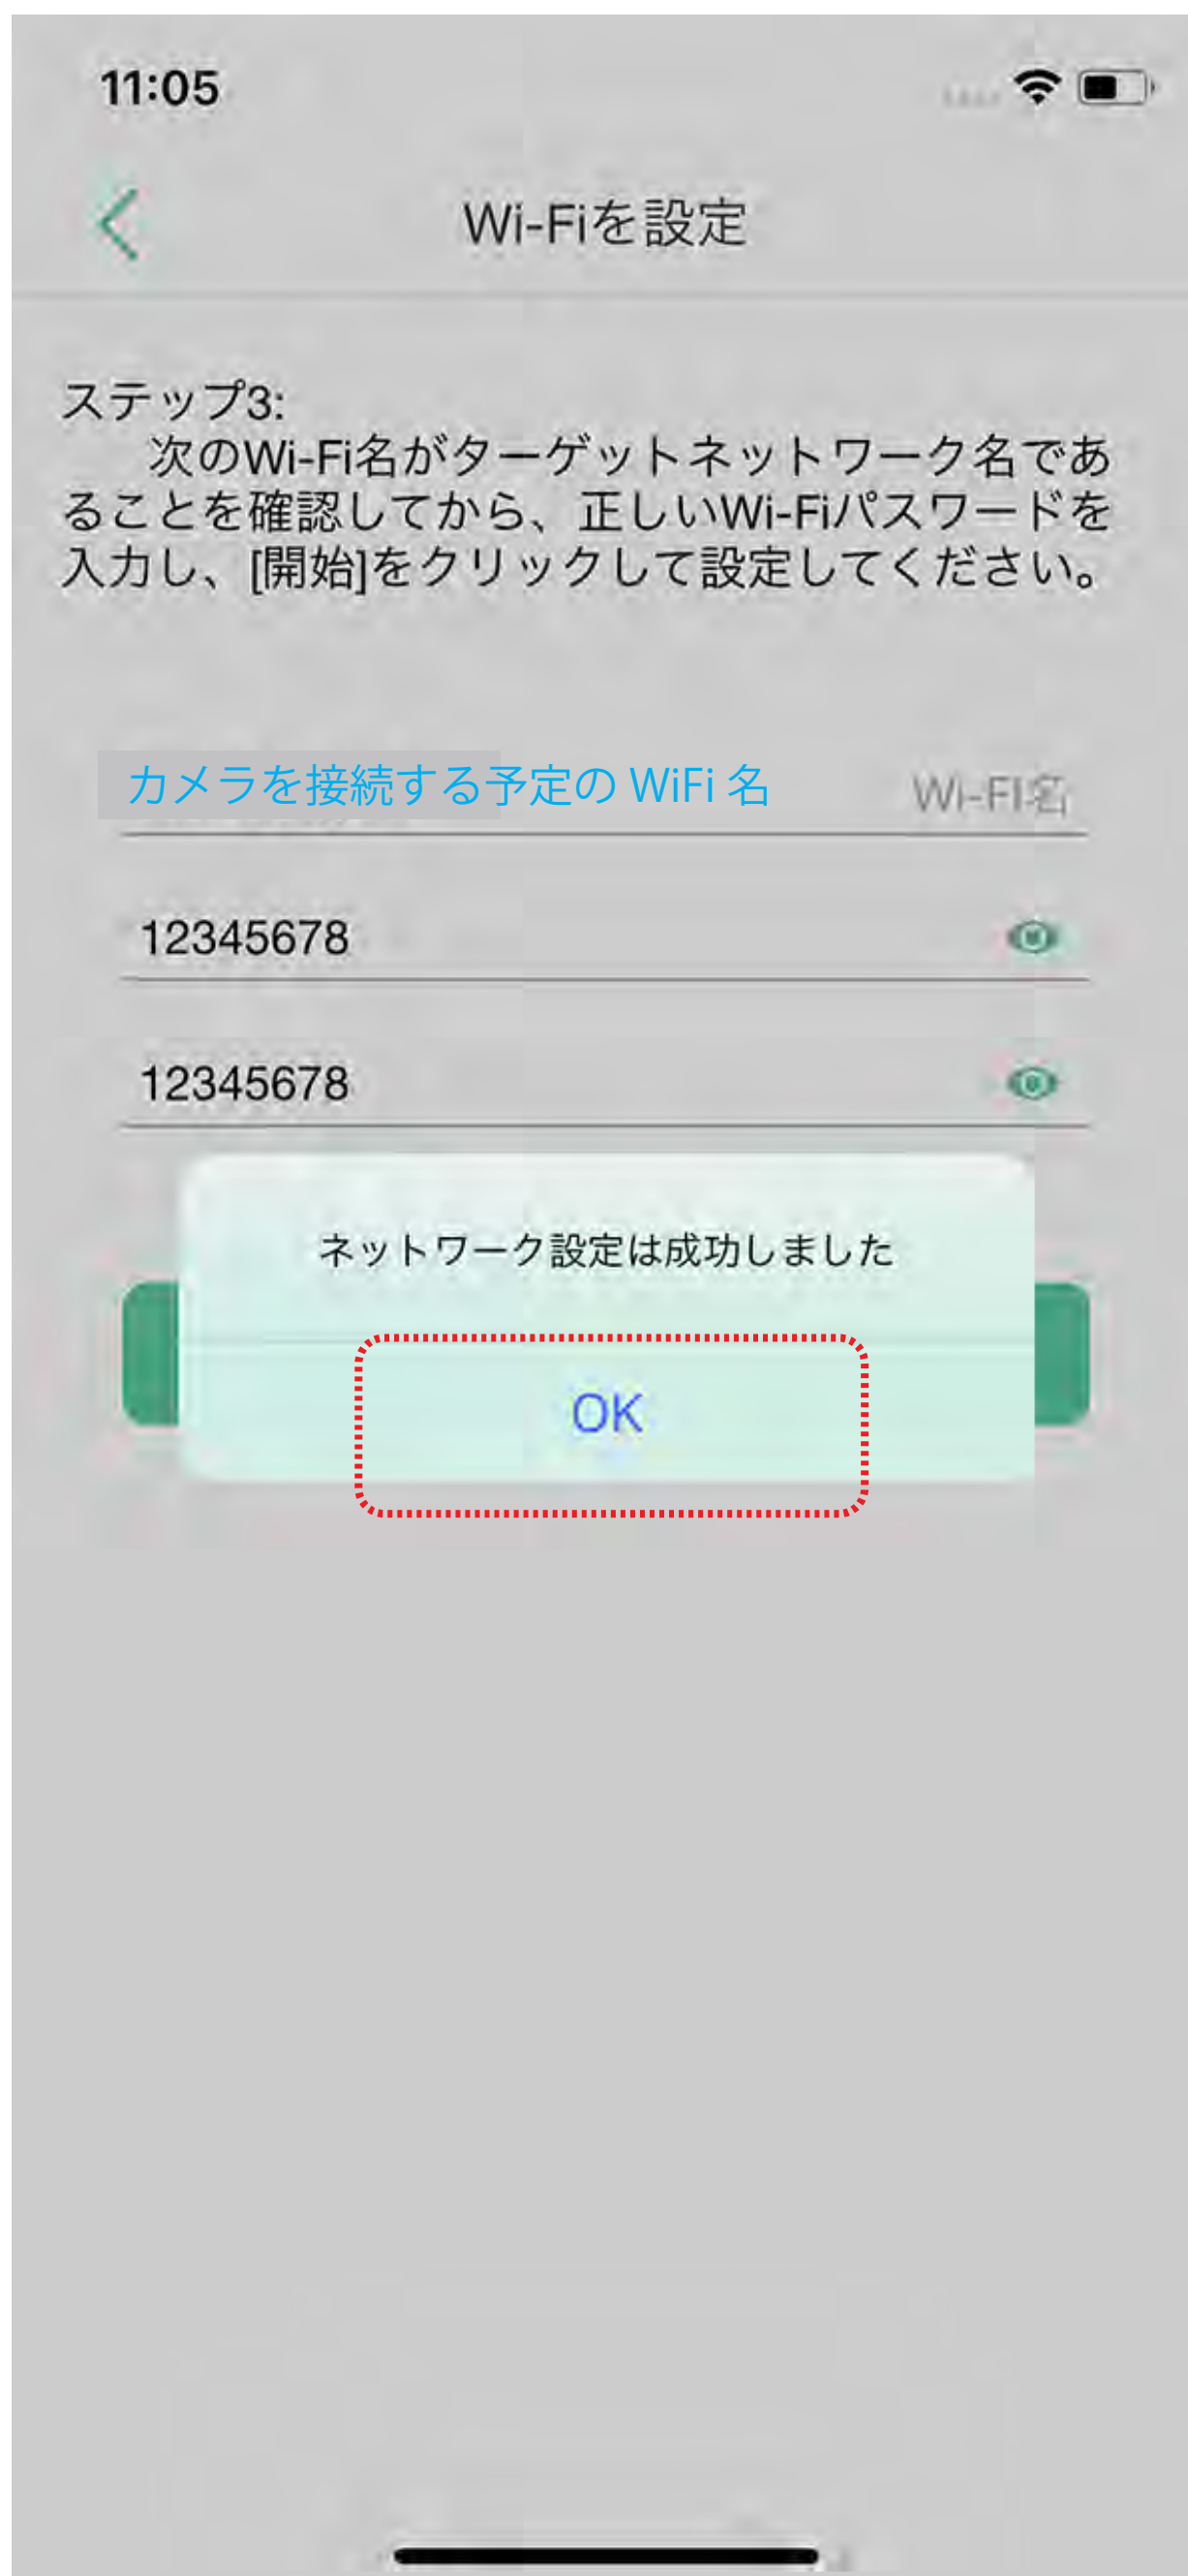 11:05
Wi-Fiを設定
ステップ3:
次のWi-Fi名がターゲットネットワーク名であ
ることを確認してから、正しいWi-Fiパスワードを
入力し、[開始]をクリックして設定してください。
カメラを接続する予定の WiFi 名 Wi-Fi名
12345678
12345678
ネットワーク設定は成功しました
OK